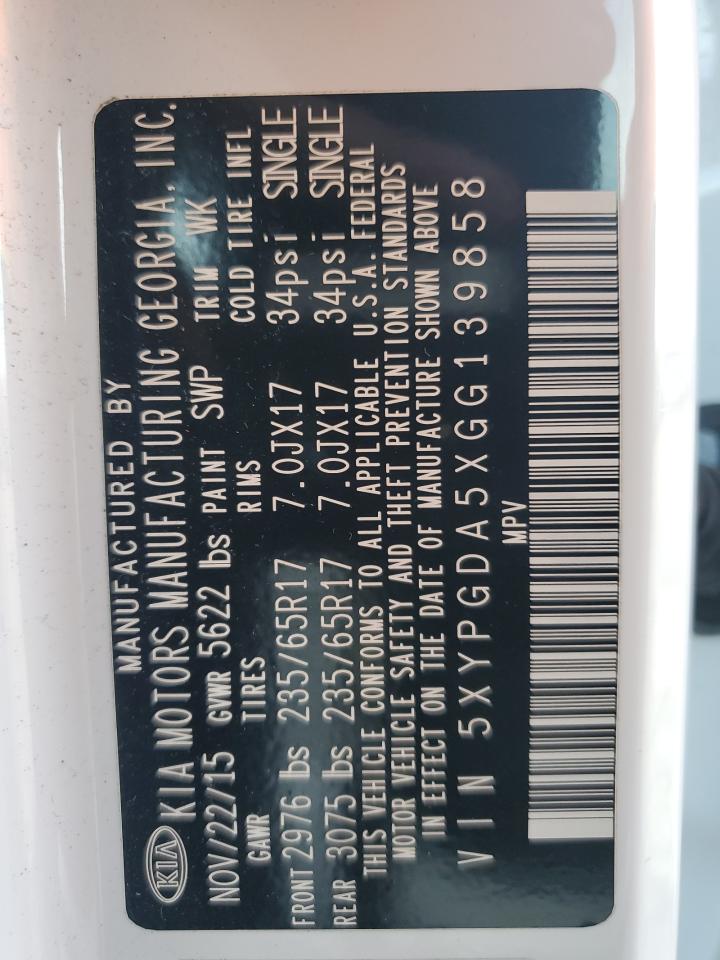 MANUFACTURED BY
KIA KIA MOTORS MANUFACTURING GEORGIA, INC.
NOV/22/15 GVWR 5622 lbs PAINT SWP TRIM WK
GAWR TIRES RIMS COLD TIRE INFL
FRONT 2976 lbs 235/65R17 7.0JX17 34psi SINGLE
REAR 3075 lbs 235/65R17 7.0JX17 34psi SINGLE
THIS VEHICLE CONFORMS TO ALL APPLICABLE U.S.A. FEDERAL
MOTOR VEHICLE SAFETY AND THEFT PREVENTION STANDARDS
IN EFFECT ON THE DATE OF MANUFACTURE SHOWN ABOVE
VIN 5XYPGDA5XGG139858
MPV